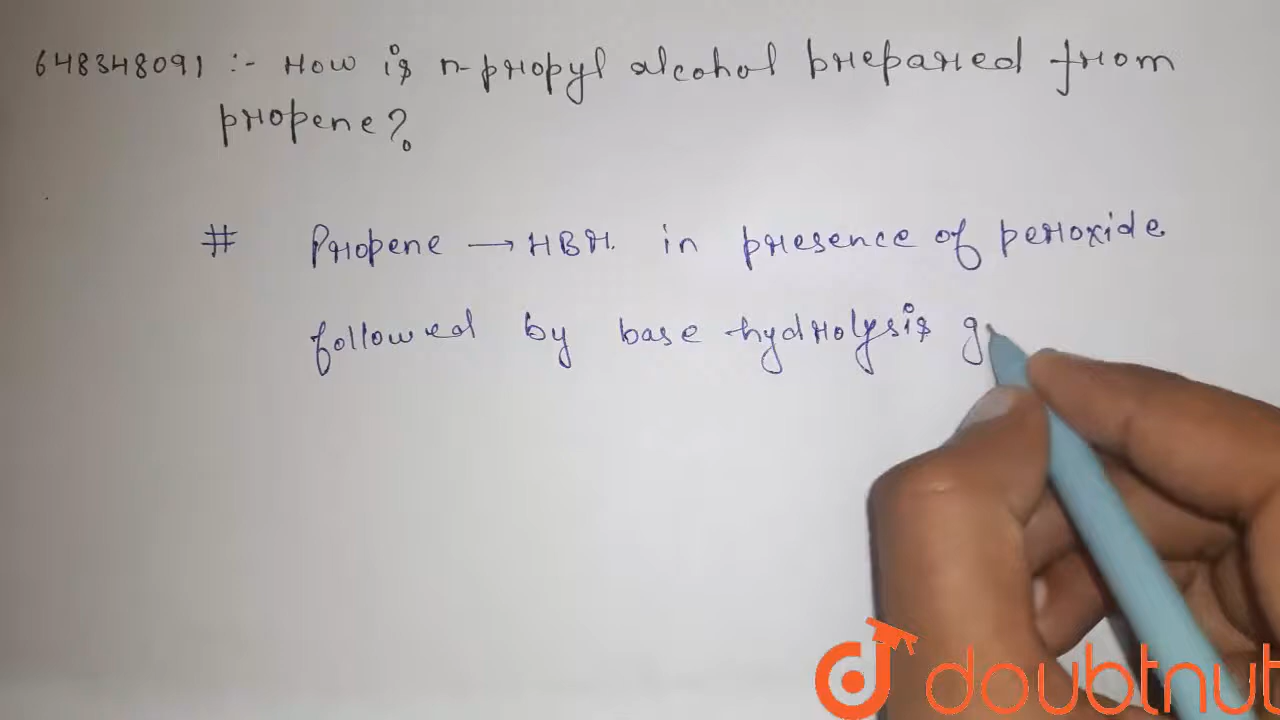 648348091 :- How is n-propyl alcohol prepared from
propene?
# Propene → HBr. in presence of peroxide
followed by base hydrolysis g
doubtnut